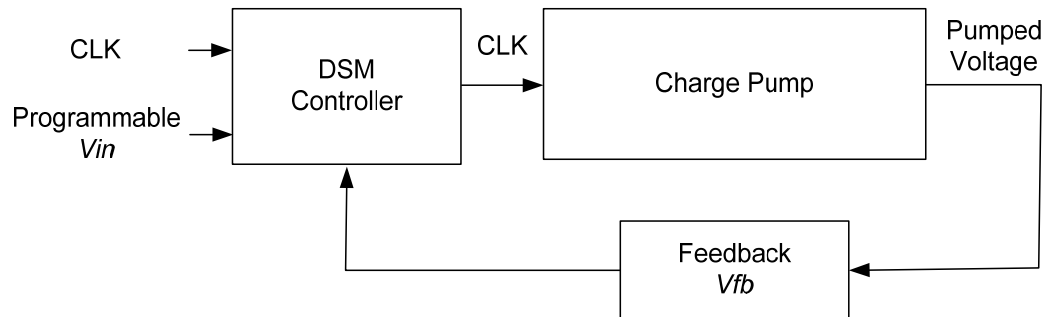 CLK
Programmable
Vin
DSM
Controller
CLK
Charge Pump
Pumped
Voltage
Feedback
Vfb